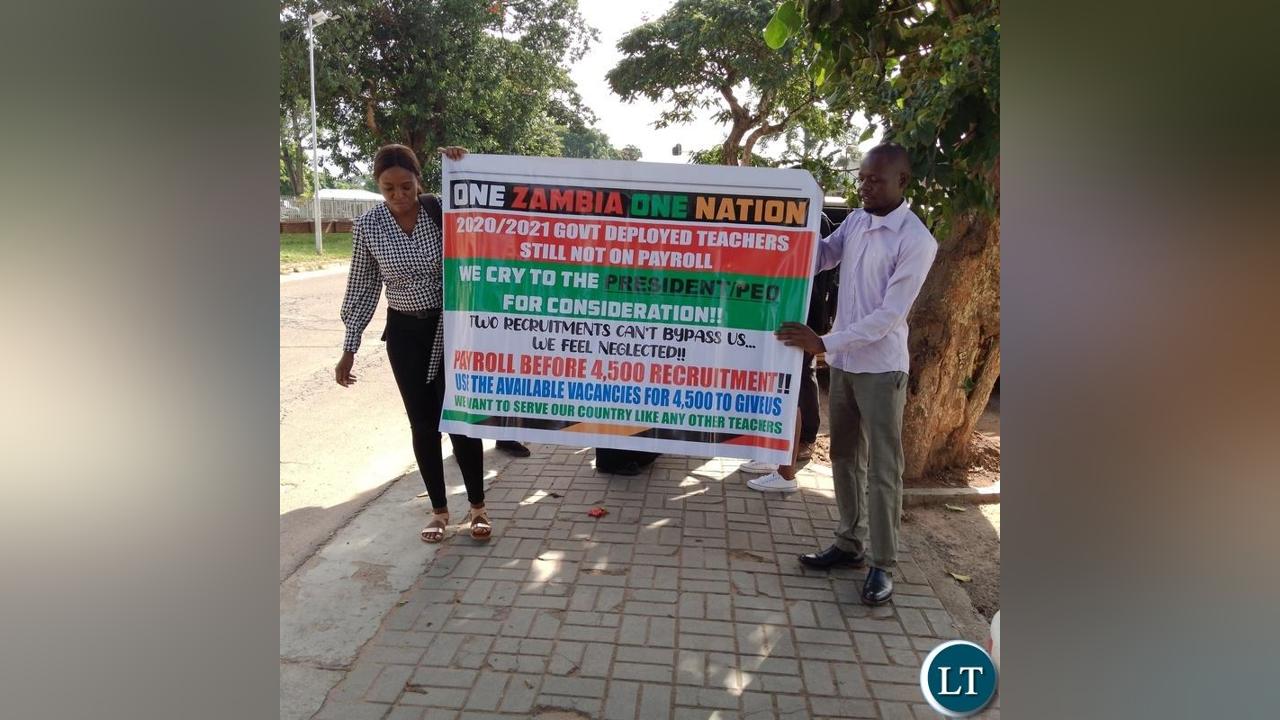 ONE ZAMBIA ONE NATION
2020/2021 GOVT DEPLOYED TEACHERS
STILL NOT ON PAYROLL
WE CRY TO THE PRESIDENT/PEO
FOR CONSIDERATION!!
TWO RECRUITMENTS CAN'T BYPASS US...
WE FEEL NEGLECTED!!
PAYROLL BEFORE 4,500 RECRUITMENT!!
USE THE AVAILABLE VACANCIES FOR 4,500 TO GIVE US
WE WANT TO SERVE OUR COUNTRY LIKE ANY OTHER TEACHERS
LT